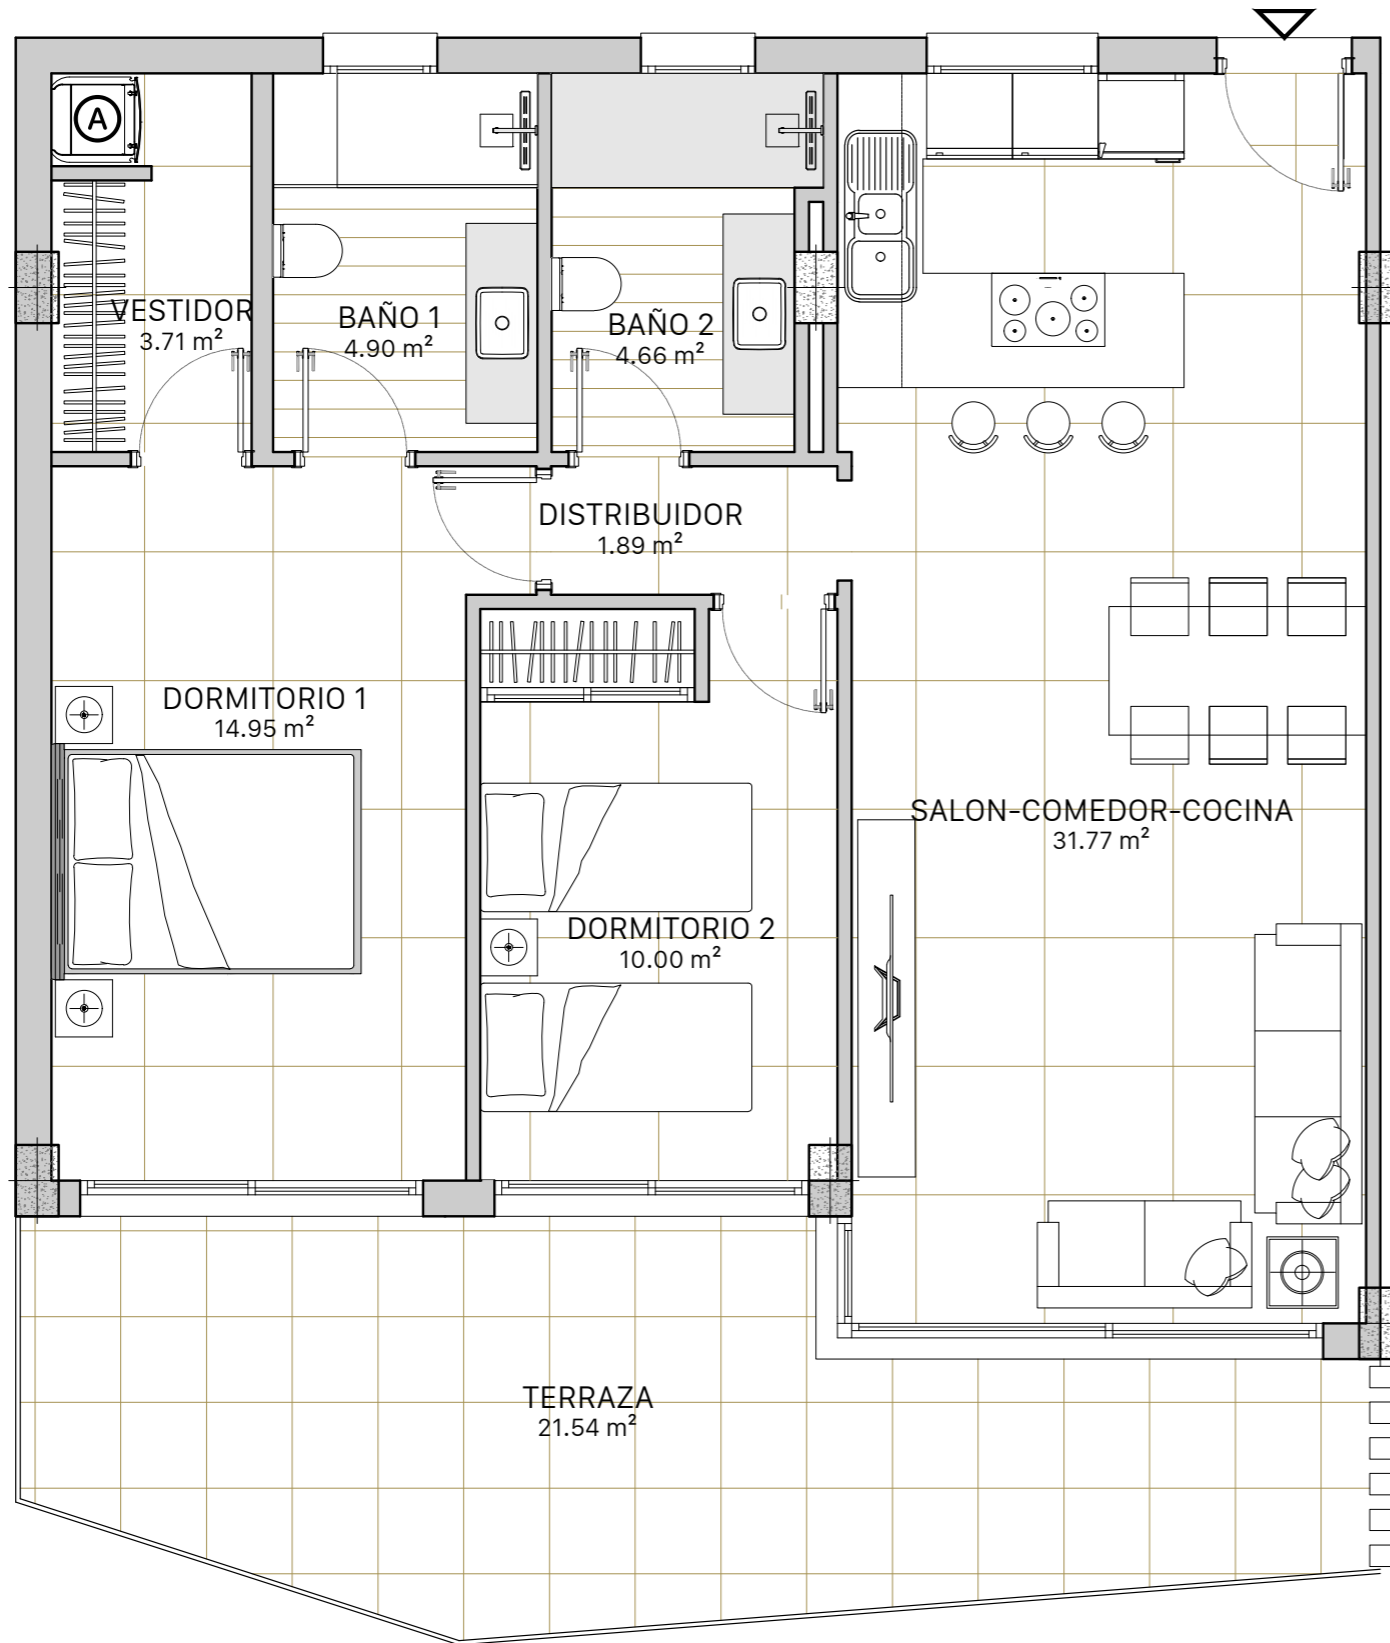 A
VESTIDOR
3.71 m²
BAÑO 1
4.90 m²
BAÑO 2
4.66 m²
DISTRIBUIDOR
1.89 m²
DORMITORIO 1
14.95 m²
SALON-COMEDOR-COCINA
31.77 m²
DORMITORIO 2
10.00 m²
TERRAZA
21.54 m²